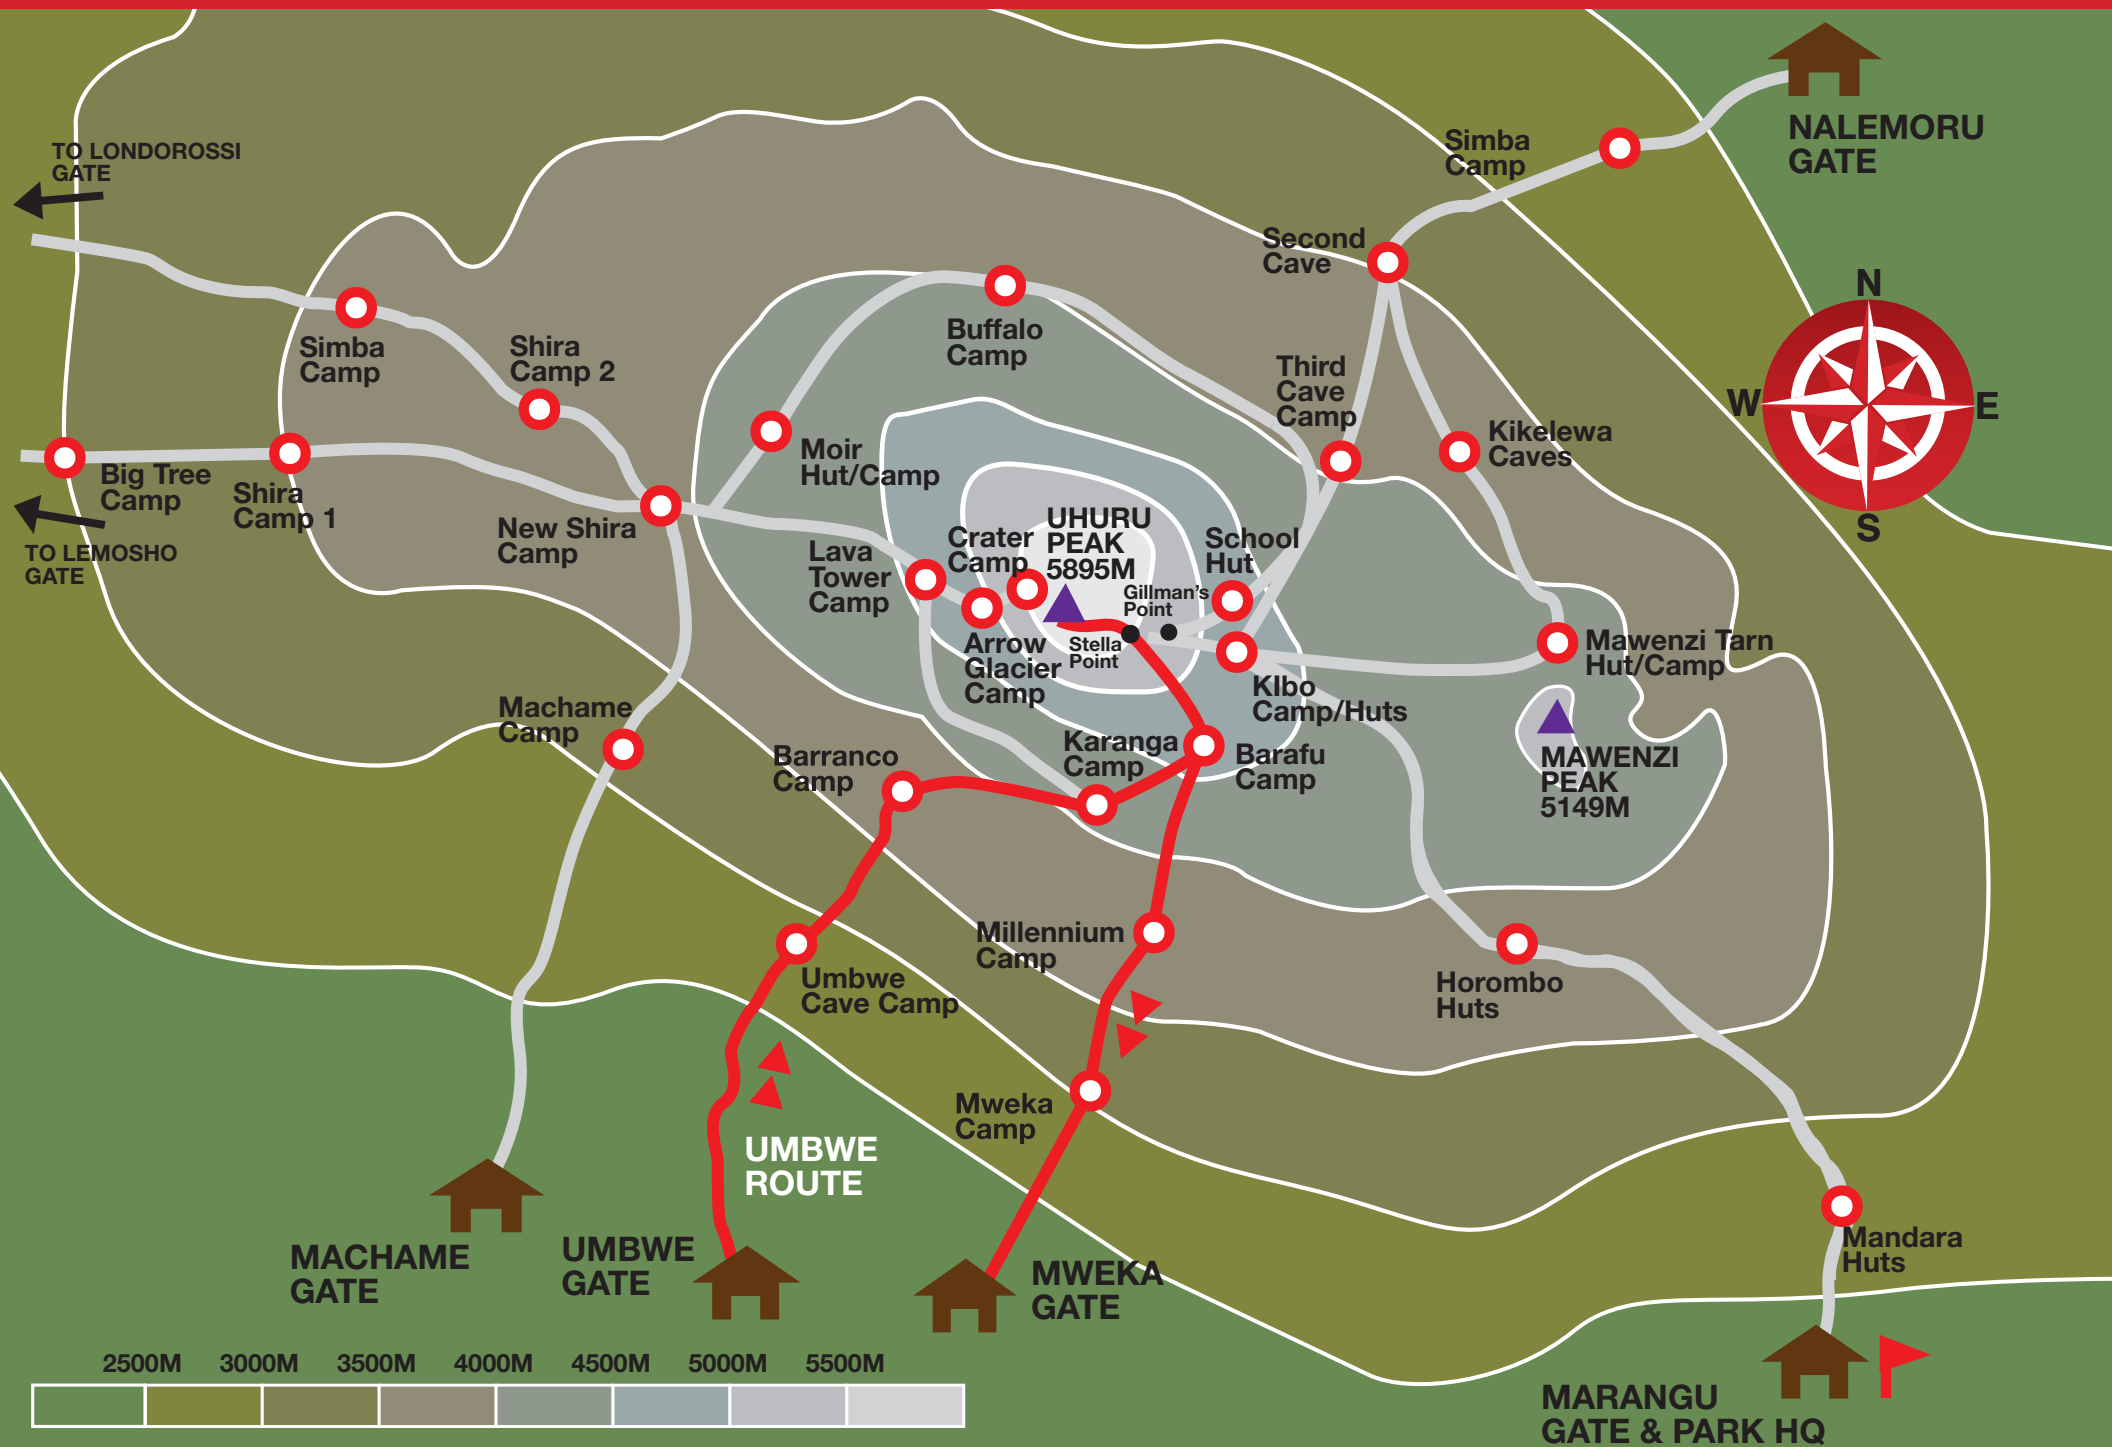 NALEMORU
GATE
Simba
Camp
TO LONDOROSSI
GATE
Second
Cave
N
W
E
S
Simba
Camp
Shira
Camp 2
Buffalo
Camp
Third
Cave
Camp
Kikelewa
Caves
Moir
Hut/Camp
Big Tree
Camp
Shira
Camp 1
New Shira
Camp
TO LEMOSHO
GATE
Lava
Tower
Camp
Crater
Camp
UHURU
PEAK
5895M
School
Hut
Gillman's
Point
Stella
Point
Arrow
Glacier
Camp
Mawenzi Tarn
Hut/Camp
KIbo
Camp/Huts
Machame
Camp
Barranco
Camp
Karanga
Camp
Barafu
Camp
MAWENZI
PEAK
5149M
Millennium
Camp
Umbwe
Cave Camp
Horombo
Huts
Mweka
Camp
UMBWE
ROUTE
Mandara
Huts
MACHAME
GATE
UMBWE
GATE
MWEKA
GATE
MARANGU
GATE & PARK HQ
2500M 3000M 3500M 4000M 4500M 5000M 5500M